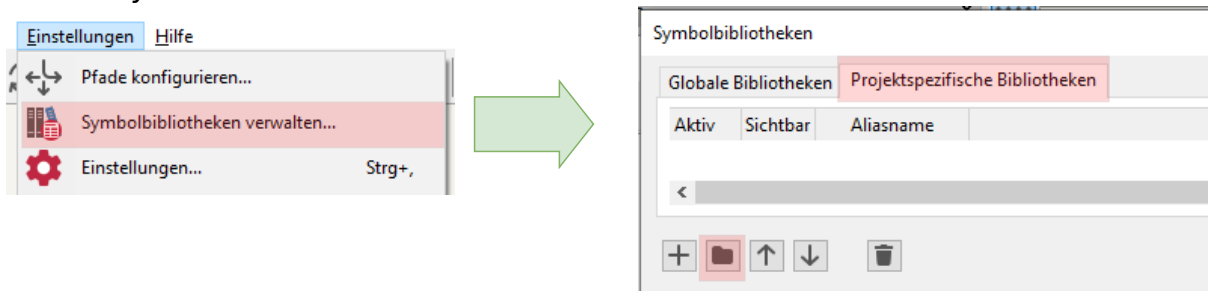 Einstellungen Hilfe
Pfade konfigurieren...
Symbolbibliotheken verwalten...
Einstellungen... Strg+,
Symbolbibliotheken
Globale Bibliotheken Projektspezifische Bibliotheken
Aktiv Sichtbar Aliasname